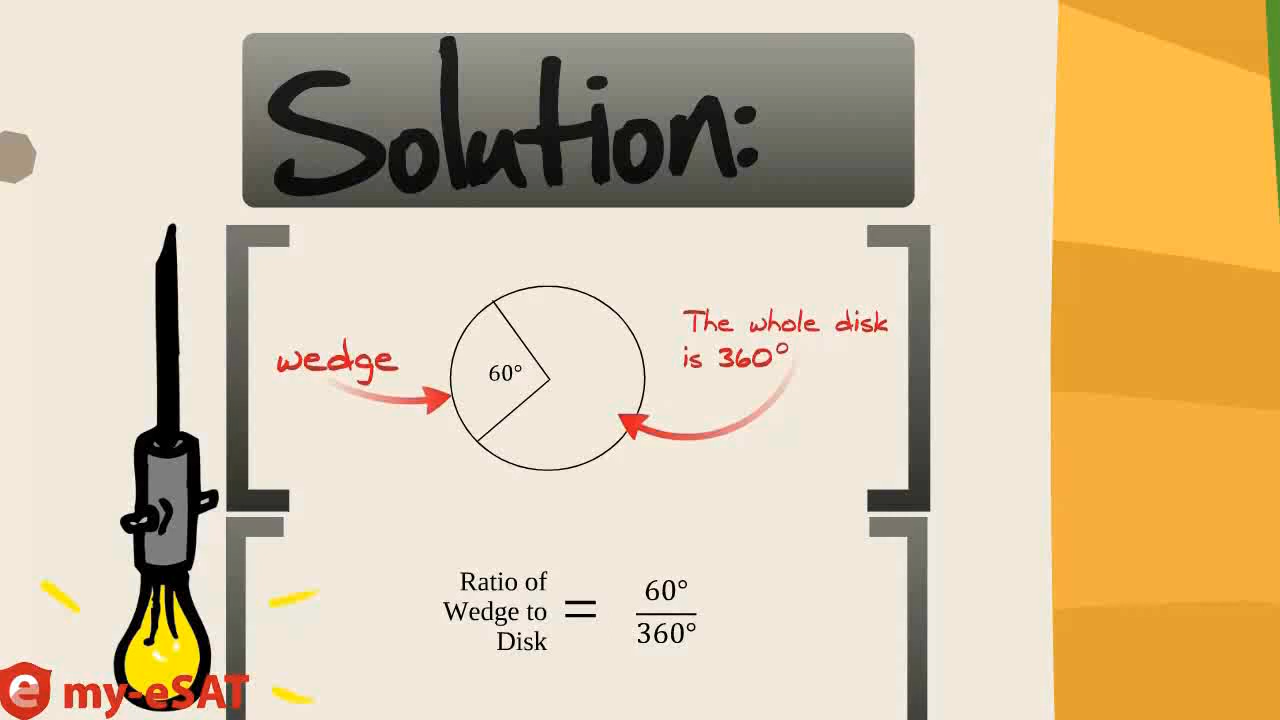 Solution:
The whole disk
is 360°
wedge
60°
Ratio of
Wedge to
Disk
=
60°
360°
e my-eSAT